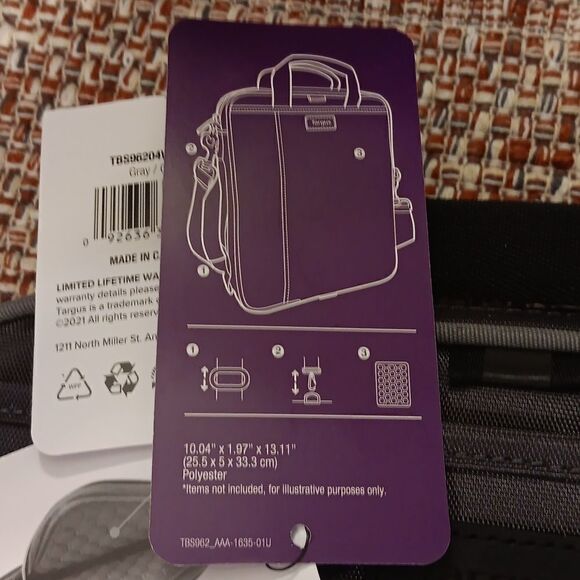 Targus
2
3
1
1
2
3
10.04" x 1.97" x 13.11"
(25.5 x 5 x 33.3 cm)
Polyester
*Items not included, for illustrative purposes only.
TBS962_AAA-1635-01U
TBS96204
Gray /
0 92636
MADE IN C
LIMITED LIFETIME WA
warranty details please
Targus is a trademark
©2021 All rights reserv
1211 North Miller St. An